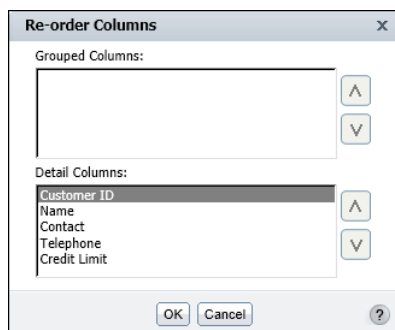 Re-order Columns x
Grouped Columns:
Detail Columns:
Customer ID
Name
Contact
Telephone
Credit Limit
OK Cancel ?